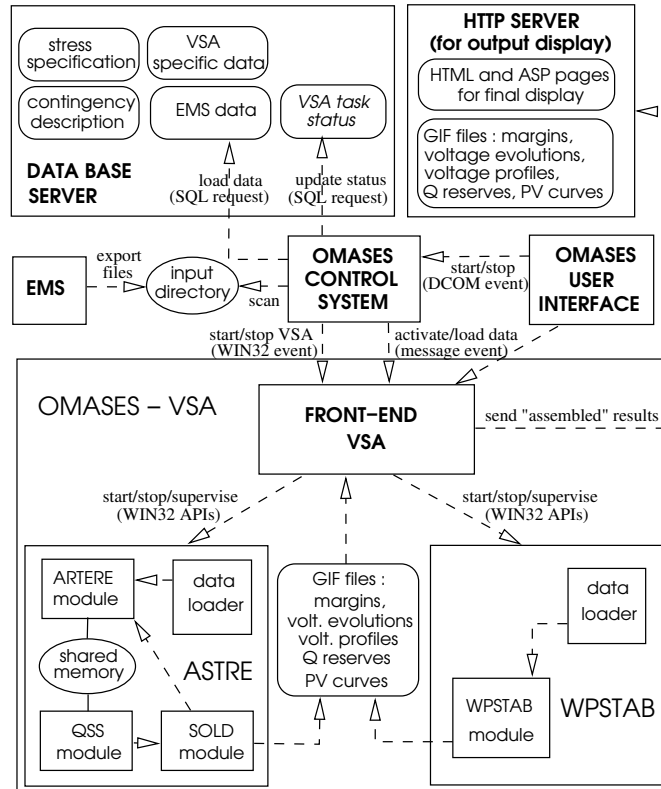 stress
specification
VSA
specific data
contingency
description
EMS data
VSA task
status
DATA BASE
SERVER
load data
(SQL request)
update status
(SQL request)
HTTP SERVER
(for output display)
HTML and ASP pages
for final display
GIF files : margins,
voltage evolutions,
voltage profiles,
Q reserves, PV curves
EMS
export
files
input
directory
scan
OMASES
CONTROL
SYSTEM
start/stop
(DCOM event)
OMASES
USER
INTERFACE
start/stop VSA
(WIN32 event)
activate/load data
(message event)
OMASES – VSA
FRONT–END
VSA
send "assembled" results
start/stop/supervise
(WIN32 APIs)
start/stop/supervise
(WIN32 APIs)
ARTERE
module
data
loader
shared
memory
ASTRE
QSS
module
SOLD
module
GIF files :
margins,
volt. evolutions
volt. profiles
Q reserves
PV curves
data
loader
WPSTAB
module
WPSTAB